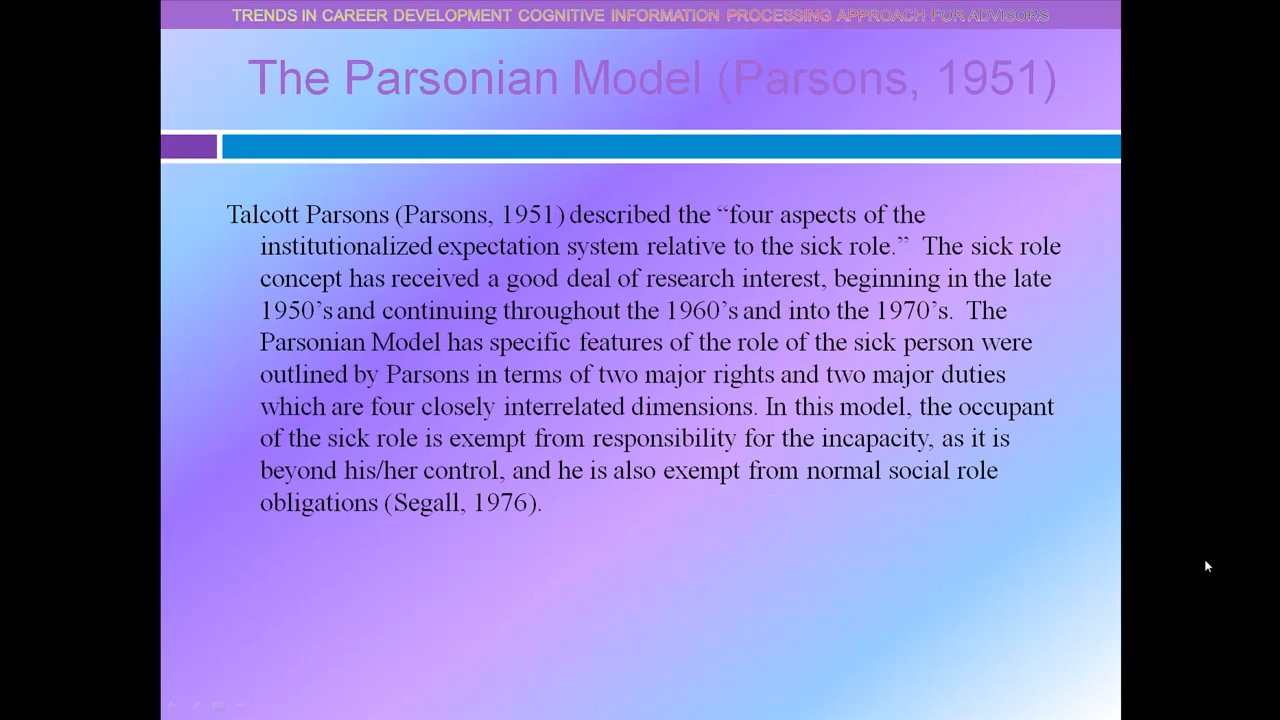 TRENDS IN CAREER DEVELOPMENT COGNITIVE INFORMATION PROCESSING APPROACH FOR ADVISORS
The Parsonian Model (Parsons, 1951)
Talcott Parsons (Parsons, 1951) described the “four aspects of the
institutionalized expectation system relative to the sick role.”  The sick role
concept has received a good deal of research interest, beginning in the late
1950’s and continuing throughout the 1960’s and into the 1970’s.  The
Parsonian Model has specific features of the role of the sick person were
outlined by Parsons in terms of two major rights and two major duties
which are four closely interrelated dimensions. In this model, the occupant
of the sick role is exempt from responsibility for the incapacity, as it is
beyond his/her control, and he is also exempt from normal social role
obligations (Segall, 1976).